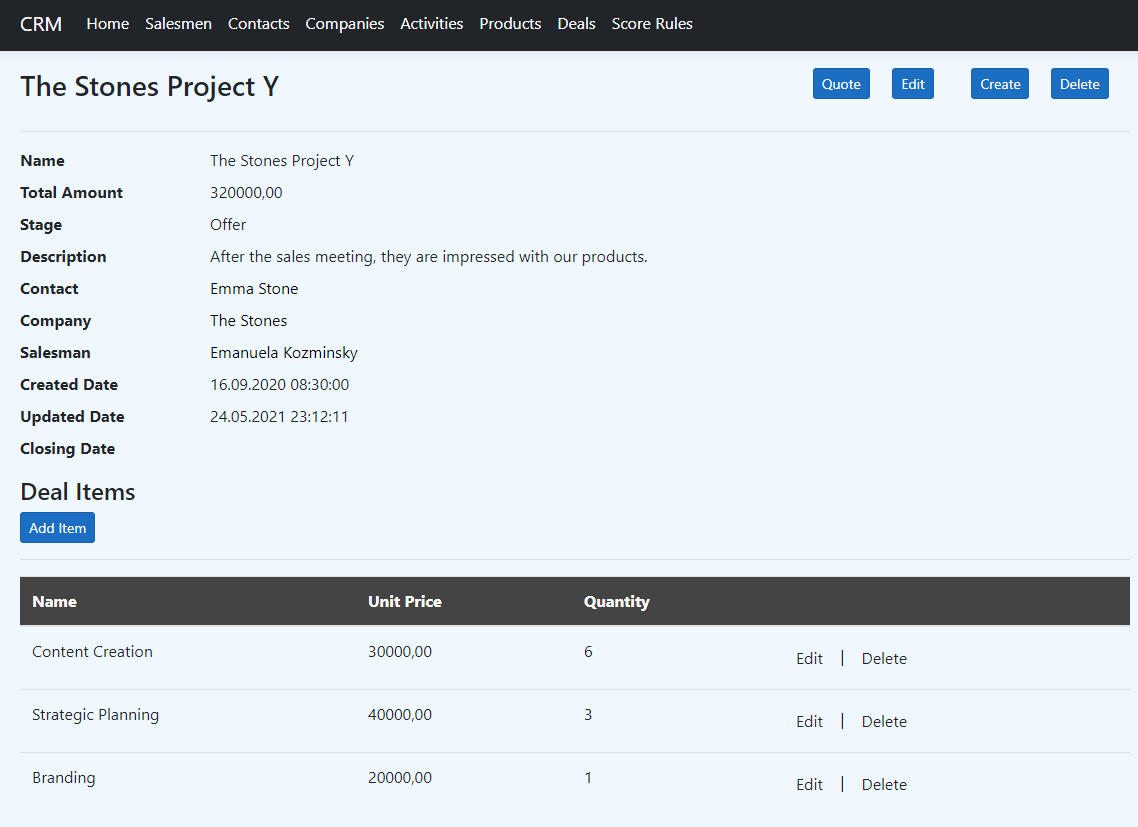 CRM Home Salesmen Contacts Companies Activities Products Deals Score Rules
The Stones Project Y Quote Edit Create Delete
Name The Stones Project Y
Total Amount 320000,00
Stage Offer
Description After the sales meeting, they are impressed with our products.
Contact Emma Stone
Company The Stones
Salesman Emanuela Kozminsky
Created Date 16.09.2020 08:30:00
Updated Date 24.05.2021 23:12:11
Closing Date
Deal Items
Add Item
Name Unit Price Quantity
Content Creation 30000,00 6 Edit | Delete
Strategic Planning 40000,00 3 Edit | Delete
Branding 20000,00 1 Edit | Delete